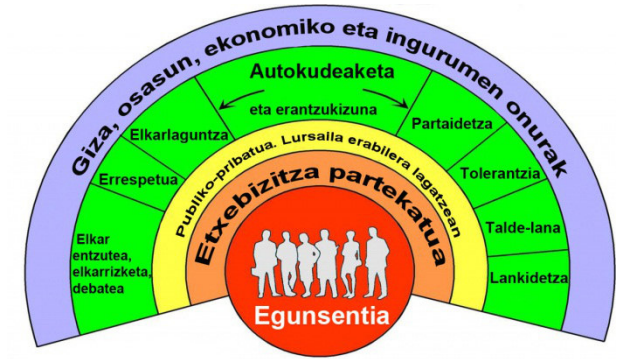 Giza, osasun, ekonomiko eta ingurumen onurak
Autokudeaketa
eta erantzukizuna
Elkarlaguntza
Partaidetza
Errespetua
Tolerantzia
Elkar
entzutea,
elkarrizketa,
debatea
Talde-lana
Lankidetza
Publiko-pribatua. Lursaila erabilera lagatzean
Etxebizitza partekatua
Egunsentia